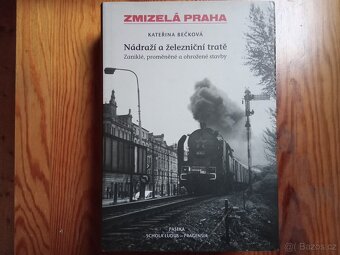 ZMIZELÁ PRAHA
KATEŘINA BEČKOVÁ
Nádraží a železniční tratě
Zaniklé, proměněné a ohrožené stavby
PASEKA
SCHOLA LUDUS – PRAGENSIA
Bazoš.cz